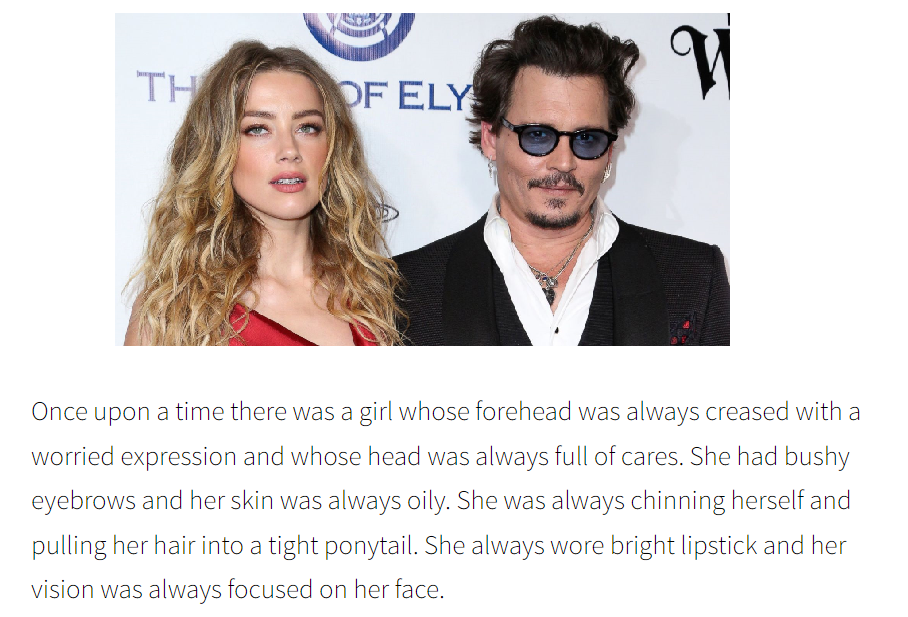 TH OF ELY
W
Once upon a time there was a girl whose forehead was always creased with a
worried expression and whose head was always full of cares. She had bushy
eyebrows and her skin was always oily. She was always chinning herself and
pulling her hair into a tight ponytail. She always wore bright lipstick and her
vision was always focused on her face.